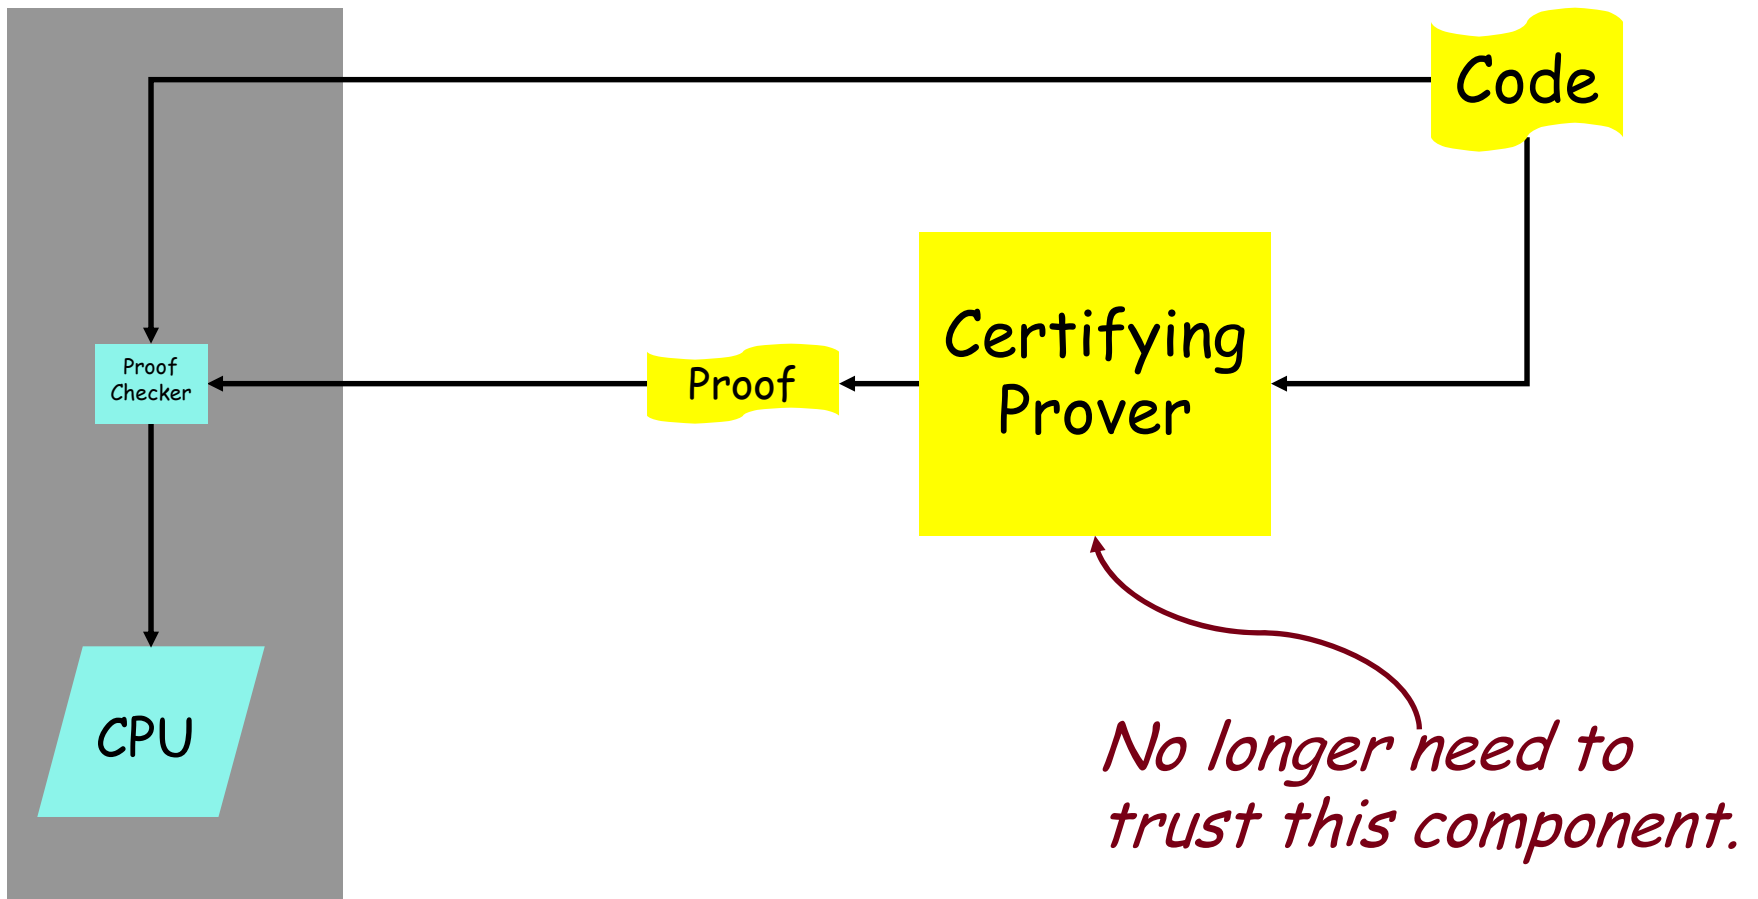 Code
Certifying
Prover
Proof
Proof
Checker
CPU
No longer need to
trust this component.